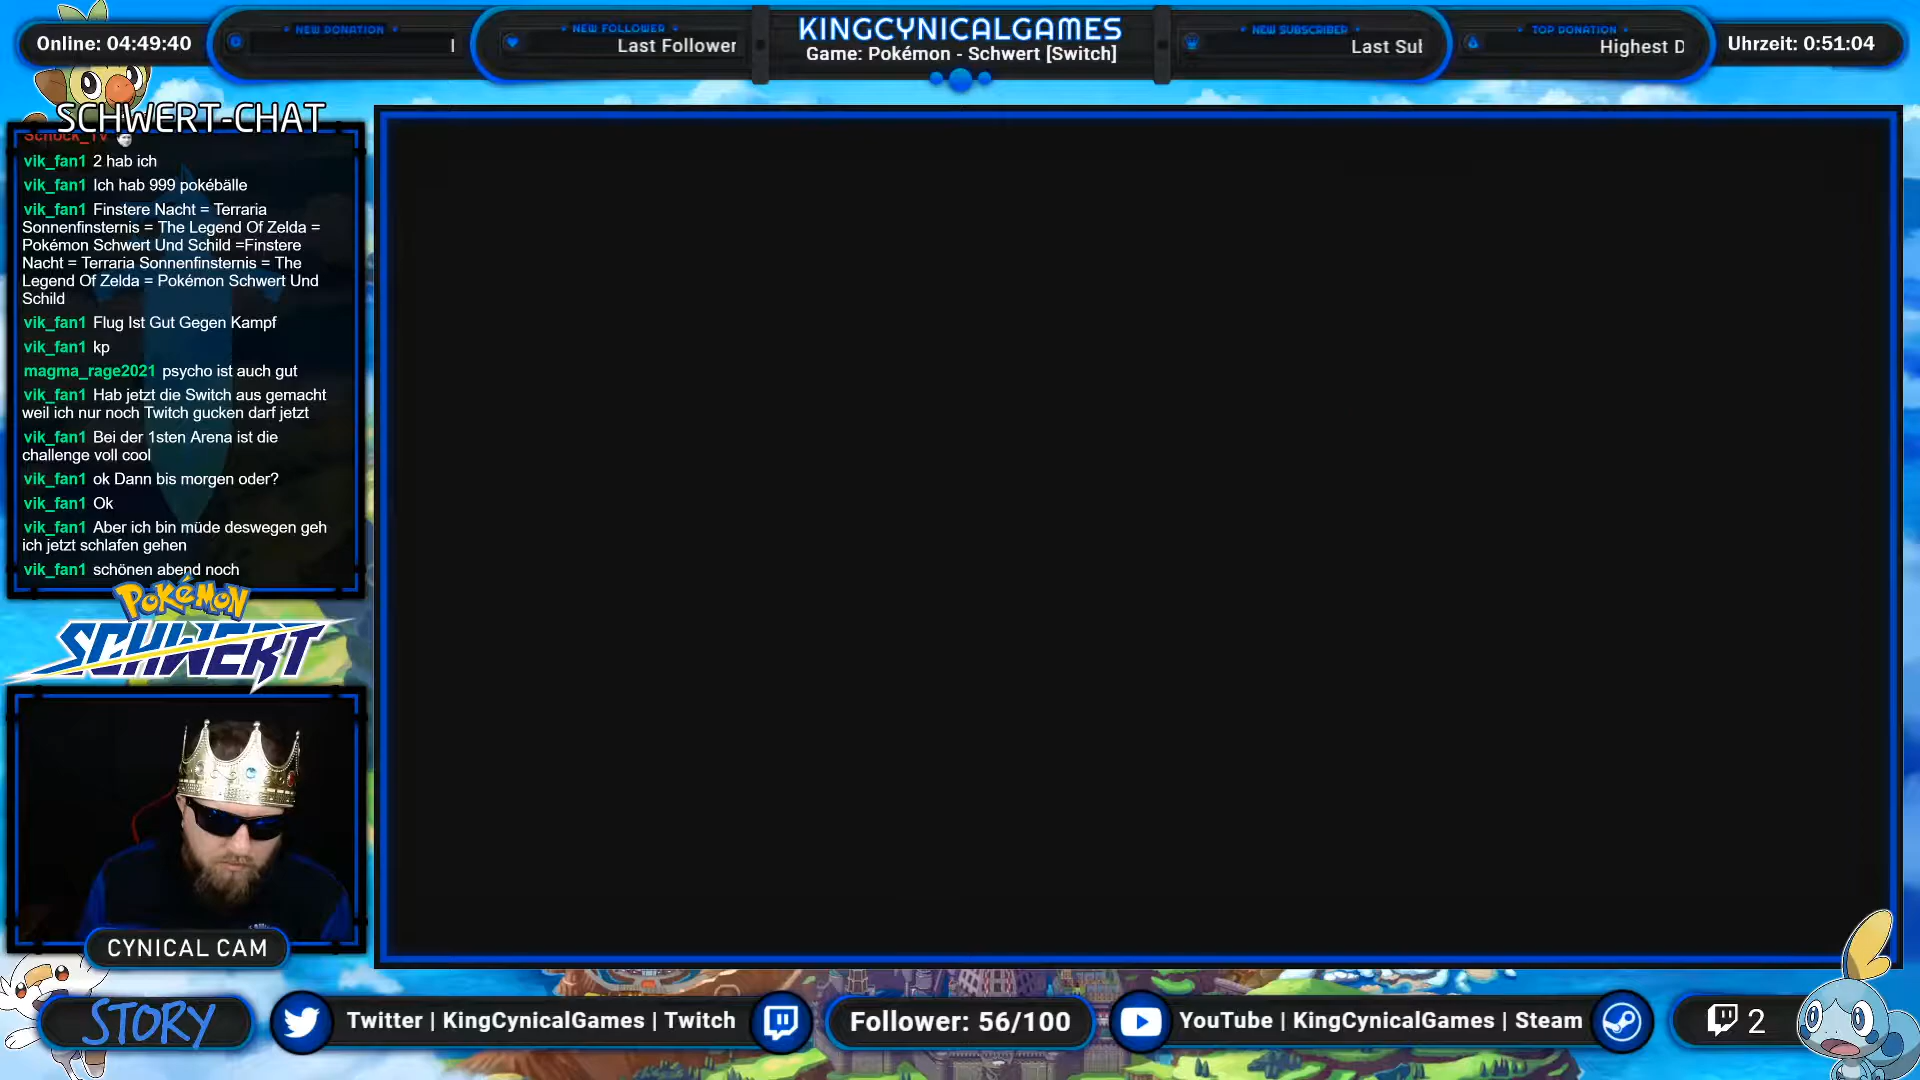 Online: 04:49:40
NEW DONATION
NEW FOLLOWER
Last Follower
KINGCYNICALGAMES
Game: Pokémon - Schwert [Switch]
NEW SUBSCRIBER
Last Sul
TOP DONATION
Highest D
Uhrzeit: 0:51:04
SCHWERT-CHAT
Schock_TV
vik_fan1 2 hab ich
vik_fan1 Ich hab 999 pokébälle
vik_fan1 Finstere Nacht = Terraria
Sonnenfinsternis = The Legend Of Zelda =
Pokémon Schwert Und Schild =Finstere
Nacht = Terraria Sonnenfinsternis = The
Legend Of Zelda = Pokémon Schwert Und
Schild
vik_fan1 Flug Ist Gut Gegen Kampf
vik_fan1 kp
magma_rage2021 psycho ist auch gut
vik_fan1 Hab jetzt die Switch aus gemacht
weil ich nur noch Twitch gucken darf jetzt
vik_fan1 Bei der 1sten Arena ist die
challenge voll cool
vik_fan1 ok Dann bis morgen oder?
vik_fan1 Ok
vik_fan1 Aber ich bin müde deswegen geh
ich jetzt schlafen gehen
vik_fan1 schönen abend noch
POKÉMON
SCHWERT
CYNICAL CAM
STORY
Twitter | KingCynicalGames | Twitch
Follower: 56/100
YouTube | KingCynicalGames | Steam
2